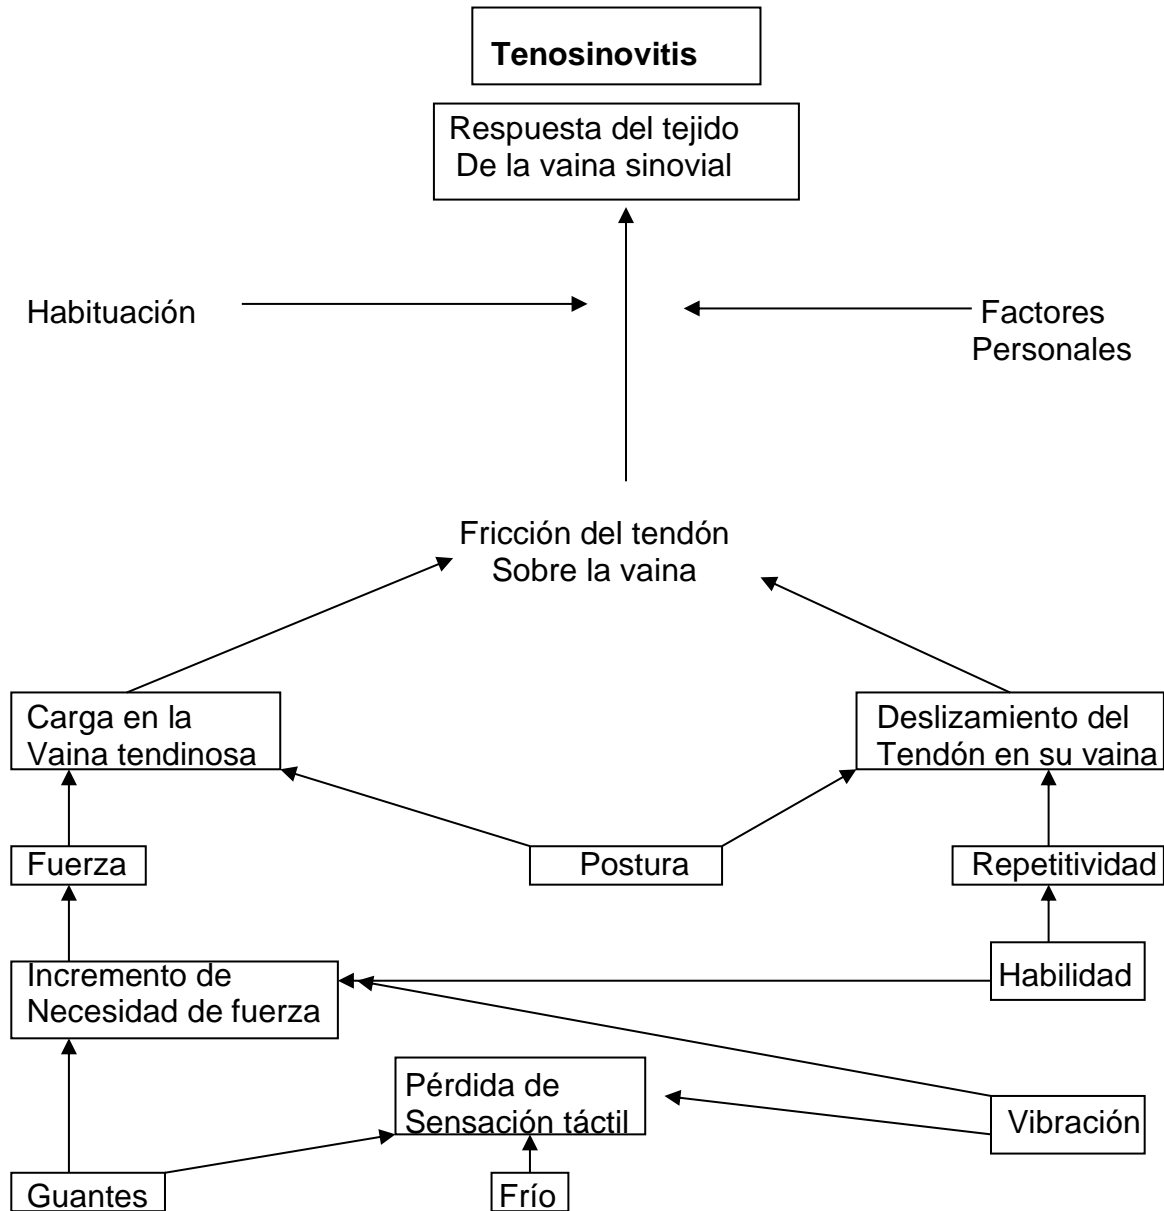 Tenosinovitis
Respuesta del tejido
De la vaina sinovial
Habituación
Factores
Personales
Fricción del tendón
Sobre la vaina
Carga en la
Vaina tendinosa
Deslizamiento del
Tendón en su vaina
Fuerza
Postura
Repetitividad
Incremento de
Necesidad de fuerza
Habilidad
Pérdida de
Sensación táctil
Vibración
Guantes
Frío